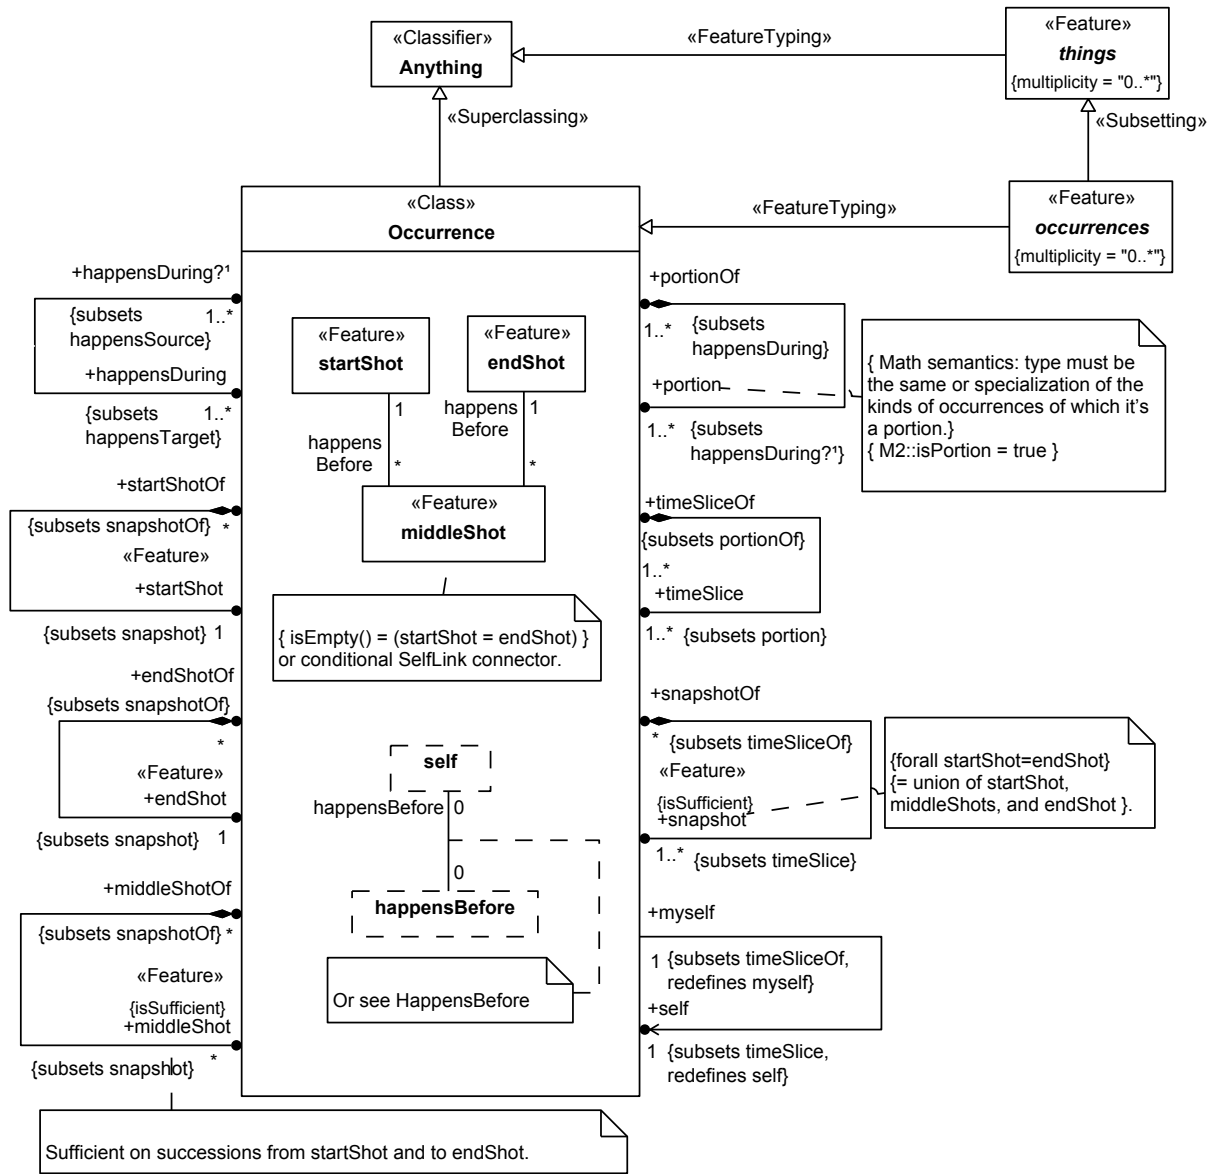 «Classifier»
Anything
«FeatureTyping»
«Feature»
things
{multiplicity = "0..*"}
«Superclassing»
«Subsetting»
«Class»
Occurrence
«FeatureTyping»
«Feature»
occurrences
{multiplicity = "0..*"}
+happensDuring?¹
{subsets 1..*
happensSource}
+happensDuring
{subsets 1..*
happensTarget}
+startShotOf
{subsets snapshotOf} *
«Feature»
+startShot
{subsets snapshot} 1
+endShotOf
{subsets snapshotOf}
*
«Feature»
+endShot
{subsets snapshot} 1
+middleShotOf
{subsets snapshotOf} *
«Feature»
{isSufficient}
+middleShot
{subsets snapshot} *
Sufficient on successions from startShot and to endShot.
«Feature»
startShot
«Feature»
endShot
1
happens
Before
*
happens
Before
1
*
«Feature»
middleShot
{ isEmpty() = (startShot = endShot) }
or conditional SelfLink connector.
self
happensBefore 0
0
happensBefore
Or see HappensBefore
+portionOf
1..* {subsets
happensDuring}
+portion
1..* {subsets
happensDuring?¹}
{ Math semantics: type must be
the same or specialization of the
kinds of occurrences of which it’s
a portion.}
{ M2::isPortion = true }
+timeSliceOf
{subsets portionOf}
1..*
+timeSlice
1..* {subsets portion}
+snapshotOf
* {subsets timeSliceOf}
«Feature»
{isSufficient}
+snapshot
1..* {subsets timeSlice}
{forall startShot=endShot}
{= union of startShot,
middleShots, and endShot }.
+myself
1 {subsets timeSliceOf,
redefines myself}
+self
1 {subsets timeSlice,
redefines self}